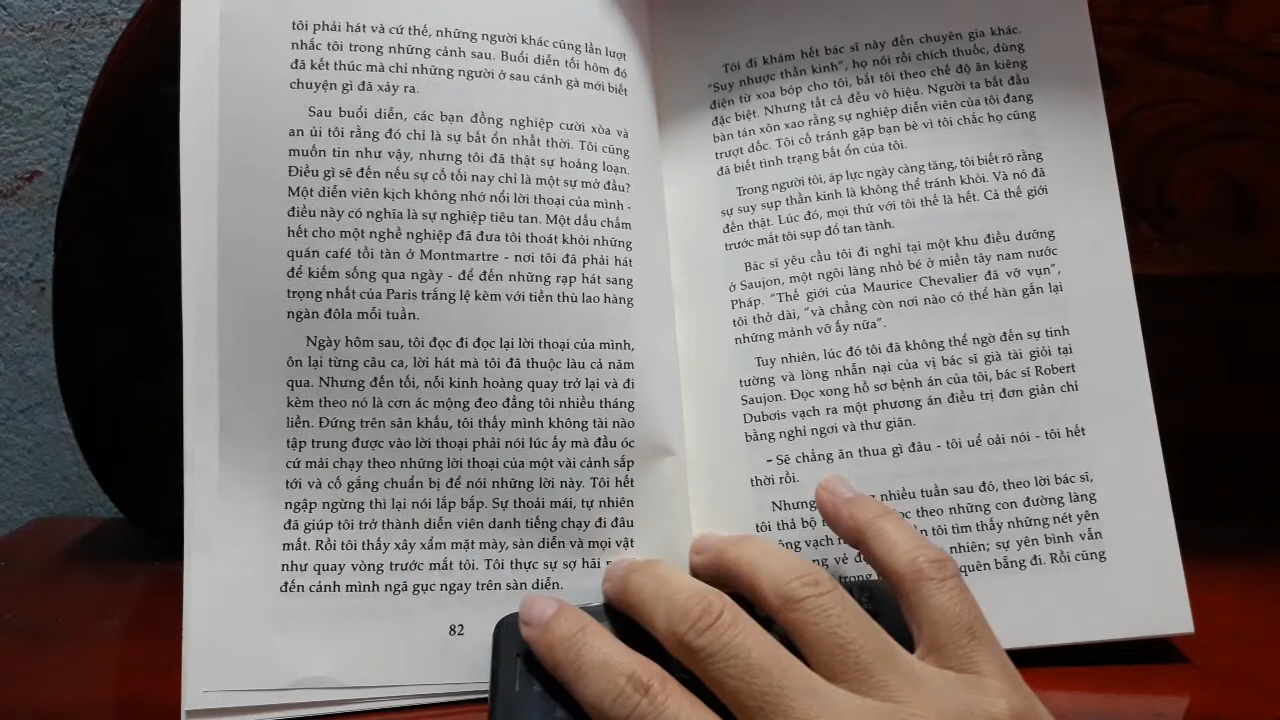 tôi phải hát và cứ thế, những người khác cũng lần lượt
nhắc tôi trong những cảnh sau. Buổi diễn tối hôm đó
đã kết thúc mà chỉ những người ở sau cánh gà mới biết
chuyện gì đã xảy ra.
Sau buổi diễn, các bạn đồng nghiệp cười xòa và
an ủi tôi rằng đó chỉ là sự bất ổn nhất thời. Tôi cũng
muốn tin như vậy, nhưng tôi đã thật sự hoảng loạn.
Điều gì sẽ đến nếu sự cố tối nay chỉ là một sự mở đầu?
Một diễn viên kịch không nhớ nổi lời thoại của mình -
điều này có nghĩa là sự nghiệp tiêu tan. Một dấu chấm
hết cho một nghề nghiệp đã đưa tôi thoát khỏi những
quán café tồi tàn ở Montmartre - nơi tôi đã phải hát
để kiếm sống qua ngày - để đến những rạp hát sang
trọng nhất của Paris tráng lệ kèm với tiền thù lao hàng
ngàn đôla mỗi tuần.
Ngày hôm sau, tôi đọc đi đọc lại lời thoại của mình,
ôn lại từng câu ca, lời hát mà tôi đã thuộc làu cả năm
qua. Nhưng đến tối, nỗi kinh hoàng quay trở lại và đi
kèm theo nó là cơn ác mộng đeo đẳng tôi nhiều tháng
liền. Đứng trên sân khấu, tôi thấy mình không tài nào
tập trung được vào lời thoại phải nói lúc ấy mà đầu óc
cứ mải chạy theo những lời thoại của một vài cảnh sắp
tới và cố gắng chuẩn bị để nói những lời này. Tôi hết
ngập ngừng thì lại nói lắp bắp. Sự thoải mái, tự nhiên
đã giúp tôi trở thành diễn viên danh tiếng chạy đi đâu
mất. Rồi tôi thấy xây xẩm mặt mày, sàn diễn và mọi vật
như quay vòng trước mắt tôi. Tôi thực sự sợ hãi
đến cảnh mình ngã gục ngay trên sàn diễn.
82
Tôi đi khám hết bác sĩ này đến chuyên gia khác.
"Suy nhược thần kinh", họ nói rồi chích thuốc, dùng
điện từ xoa bóp cho tôi, bắt tôi theo chế độ ăn kiêng
đặc biệt. Nhưng tất cả đều vô hiệu. Người ta bắt đầu
bàn tán xôn xao rằng sự nghiệp diễn viên của tôi đang
trượt dốc. Tôi cố tránh gặp bạn bè vì tôi chắc họ cũng
đã biết tình trạng bất ổn của tôi.
Trong người tôi, áp lực ngày càng tăng, tôi biết rõ rằng
sự suy sụp thần kinh là không thể tránh khỏi. Và nó đã
đến thật. Lúc đó, mọi thứ với tôi thế là hết. Cả thế giới
trước mắt tôi sụp đổ tan tành.
Bác sĩ yêu cầu tôi đi nghỉ tại một khu điều dưỡng
ở Saujon, một ngôi làng nhỏ bé ở miền tây nam nước
Pháp. "Thế giới của Maurice Chevalier đã vỡ vụn",
tôi thở dài, "và chẳng còn nơi nào có thể hàn gắn lại
những mảnh vỡ ấy nữa".
Tuy nhiên, lúc đó tôi đã không thể ngờ đến sự tinh
tường và lòng nhẫn nại của vị bác sĩ già tài giỏi tại
Saujon. Đọc xong hồ sơ bệnh án của tôi, bác sĩ Robert
Dubois vạch ra một phương án điều trị đơn giản chỉ
bằng nghỉ ngơi và thư giãn.
– Sẽ chẳng ăn thua gì đâu - tôi uể oải nói - tôi hết
thời rồi.
Nhưng nhiều tuần sau đó, theo lời bác sĩ,
tôi thả bộ dọc theo những con đường làng
vạch tôi tìm thấy những nét yên
vẻ nhiên; sự yên bình vẫn
trong quên bẵng đi. Rồi cũng